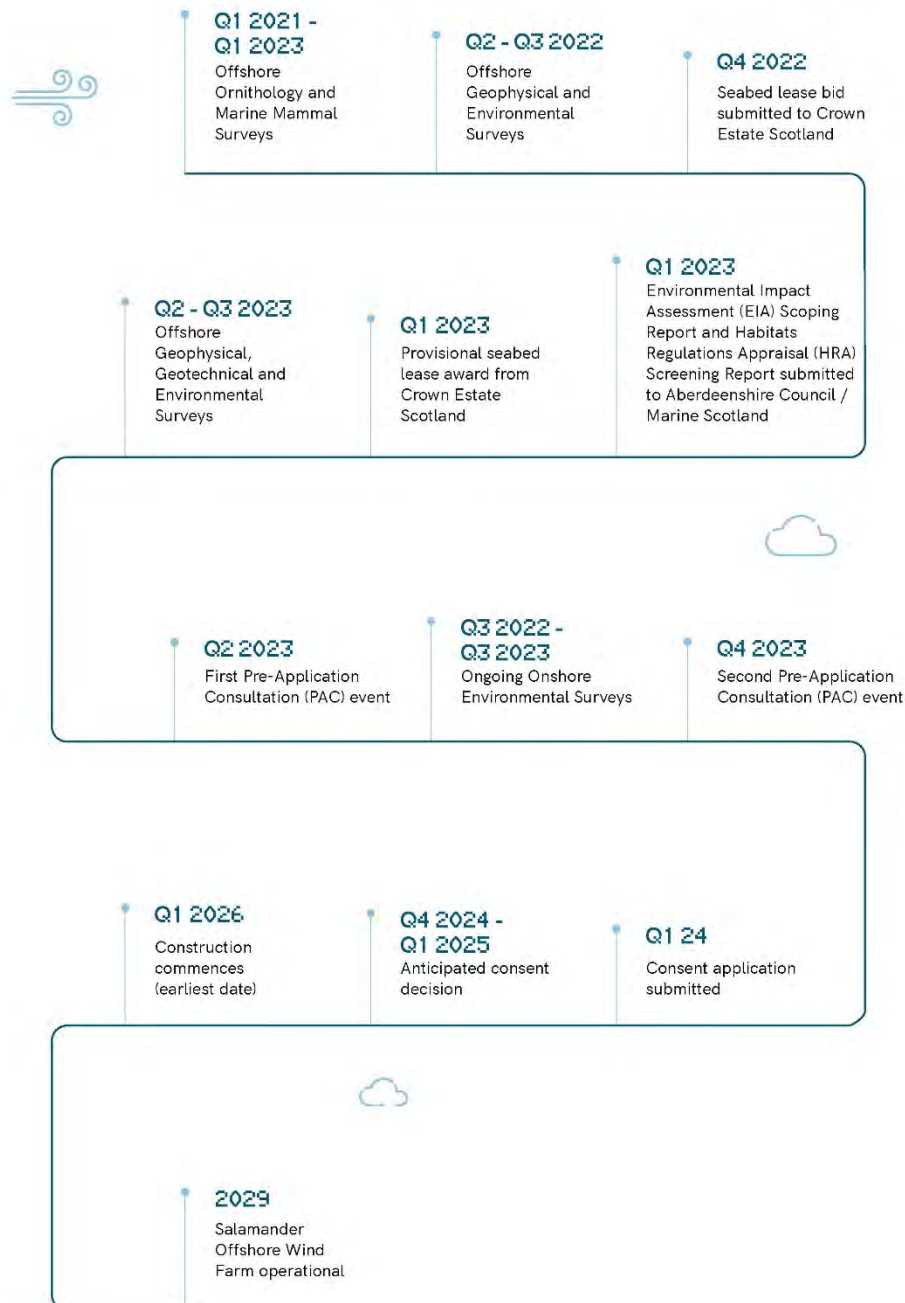 Q1 2021 -
Q1 2023
Offshore
Ornithology and
Marine Mammal
Surveys
Q2 - Q3 2022
Offshore
Geophysical and
Environmental
Surveys
Q4 2022
Seabed lease bid
submitted to Crown
Estate Scotland
Q1 2023
Environmental Impact
Assessment (EIA) Scoping
Report and Habitats
Regulations Appraisal (HRA)
Screening Report submitted
to Aberdeenshire Council /
Marine Scotland
Q1 2023
Provisional seabed
lease award from
Crown Estate
Scotland
Q2 - Q3 2023
Offshore
Geophysical,
Geotechnical and
Environmental
Surveys
Q2 2023
First Pre-Application
Consultation (PAC) event
Q3 2022 -
Q3 2023
Ongoing Onshore
Environmental Surveys
Q4 2023
Second Pre-Application
Consultation (PAC) event
Q1 24
Consent application
submitted
Q4 2024 -
Q1 2025
Anticipated consent
decision
Q1 2026
Construction
commences
(earliest date)
2029
Salamander
Offshore Wind
Farm operational